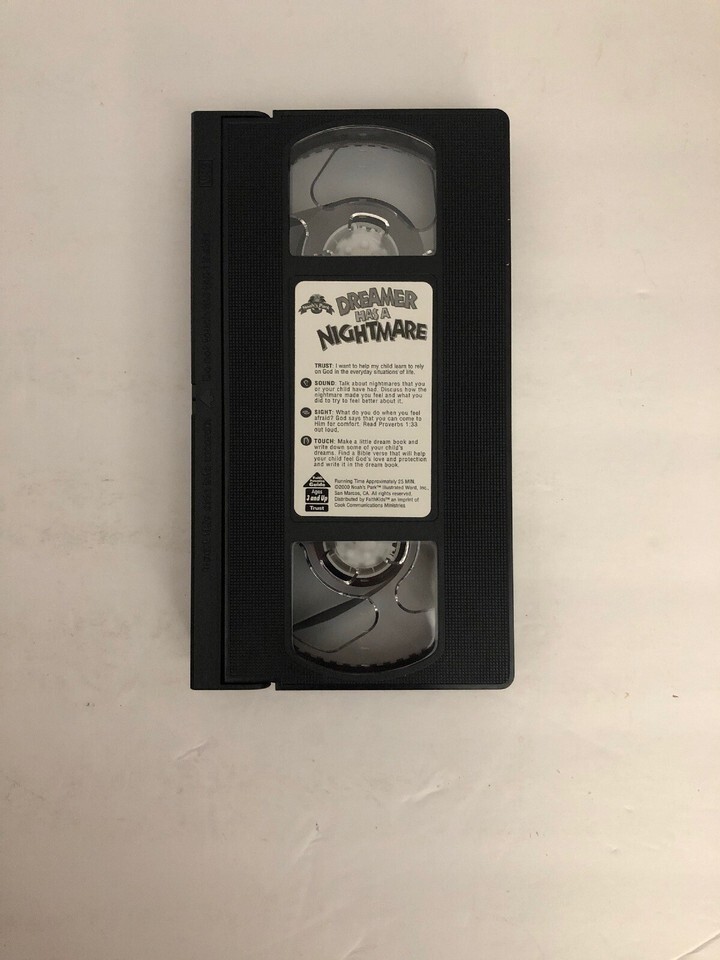 DREAMER
HAS A
NIGHTMARE
TRUST: I want to help my child learn to rely
on God in the everyday situations of life.
SOUND: Talk about nightmares that you
or your child have had. Discuss how the
nightmare made you feel and what you
did to try to feel better about it.
SIGHT: What do you do when you feel
afraid? God says that you can come to
Him for comfort. Read Proverbs 1:33
out loud.
TOUCH: Make a little dream book and
write down some of your child's
dreams. Find a Bible verse that will help
your child feel God's love and protection
and write it in the dream book.
Guide
Ages
3 and Up
Trust
Running Time Approximately 25 MIN.
©2000 Noah's Park™ Illustrated Word, Inc.,
San Marcos, CA. All rights reserved.
Distributed by FaithKids™ an imprint of
Cook Communications Ministries